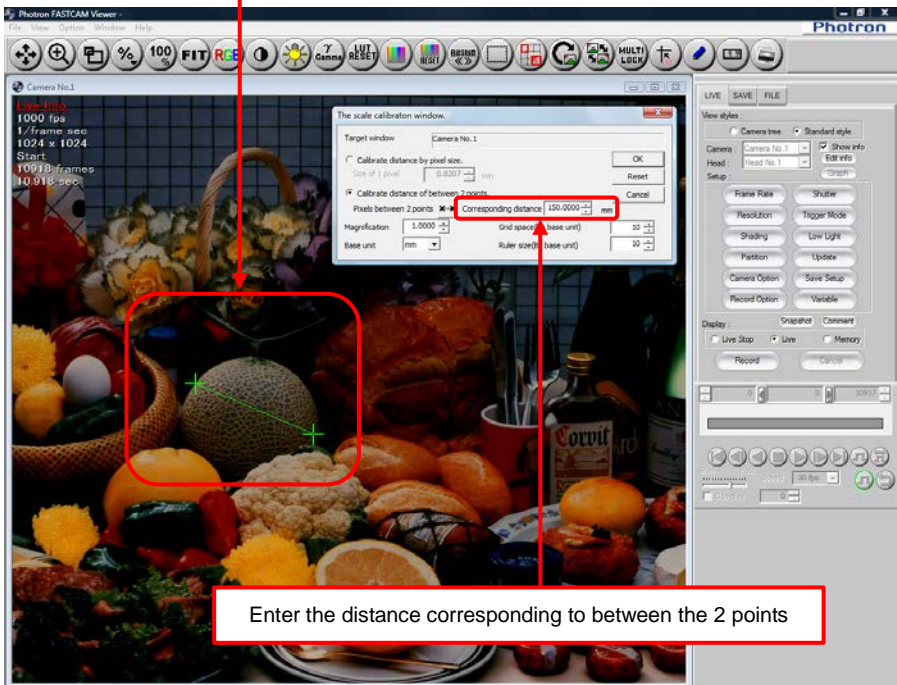 Photron FASTCAM Viewer -
File View Option Window Help
Photron
100 %
FIT
RGB
γ Gamma
LUT RESET
RESET
MULTI LOCK
Camera No.1
Live Info
1000 fps
1/frame sec
1024 x 1024
Start
10918 frames
10.918 sec
The scale calibraton window.
Target window Camera No.1
Calibrate distance by pixel size.
Size of 1 pixel 0.8207 mm
Calibrate distance of between 2 points.
Pixels between 2 points Corresponding distance 150.0000 mm
Magnification 1.0000 Grid space( base unit) 10
Base unit mm Ruler size( base unit) 10
OK
Reset
Cancel
LIVE SAVE FILE
View styles :
Camera tree Standard style
Camera : Camera No.1 Show info
Head : Head No.1 Edit info
Setup : Graph
Frame Rate Shutter
Resolution Trigger Mode
Shading Low Light
Partition Update
Camera Option Save Setup
Record Option Variable
Display : Snapshot Comment
Live Stop Live Memory
Record Cancel
0 0 10917
30 fps
0
Corvit
Enter the distance corresponding to between the 2 points